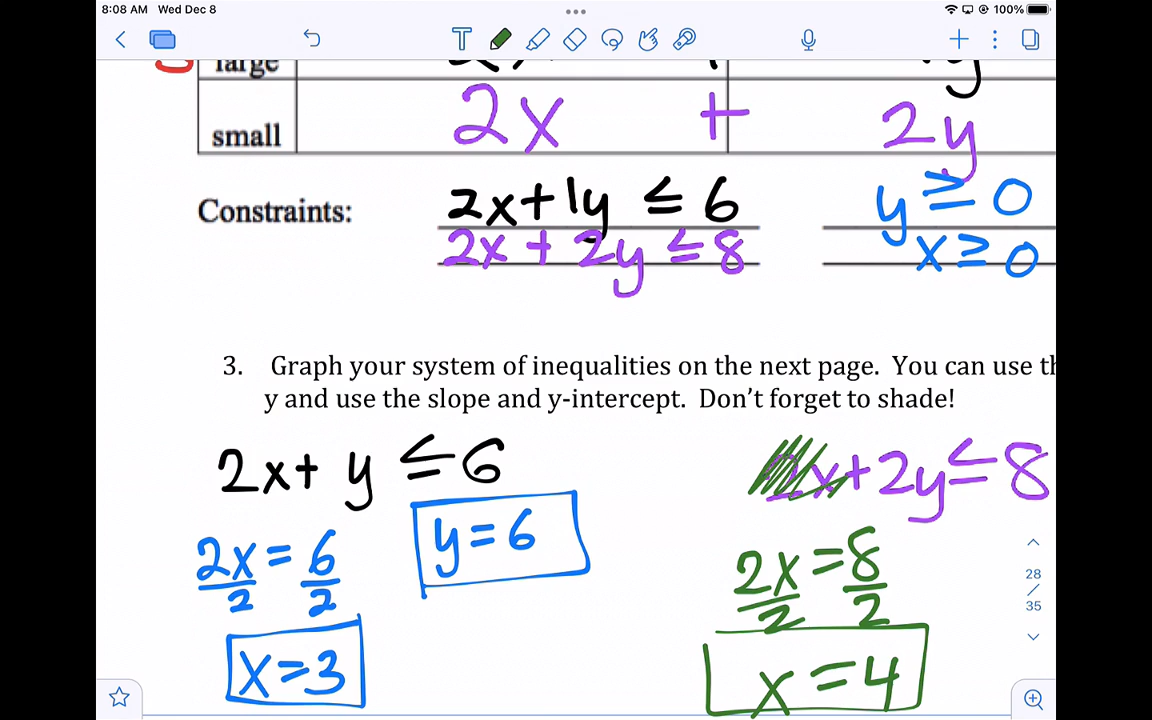 8:08 AM Wed Dec 8
100%
large
small 2x + 2y
Constraints: 2x+1y ≤ 6 y ≥ 0
2x + 2y ≤ 8 x ≥ 0
3. Graph your system of inequalities on the next page. You can use th
y and use the slope and y-intercept. Don't forget to shade!
2x+ y ≤ 6
2x+2y ≤ 8
y=6
2x = 6
2 2
x=3
2x = 8
2 2
x = 4
28
/
35